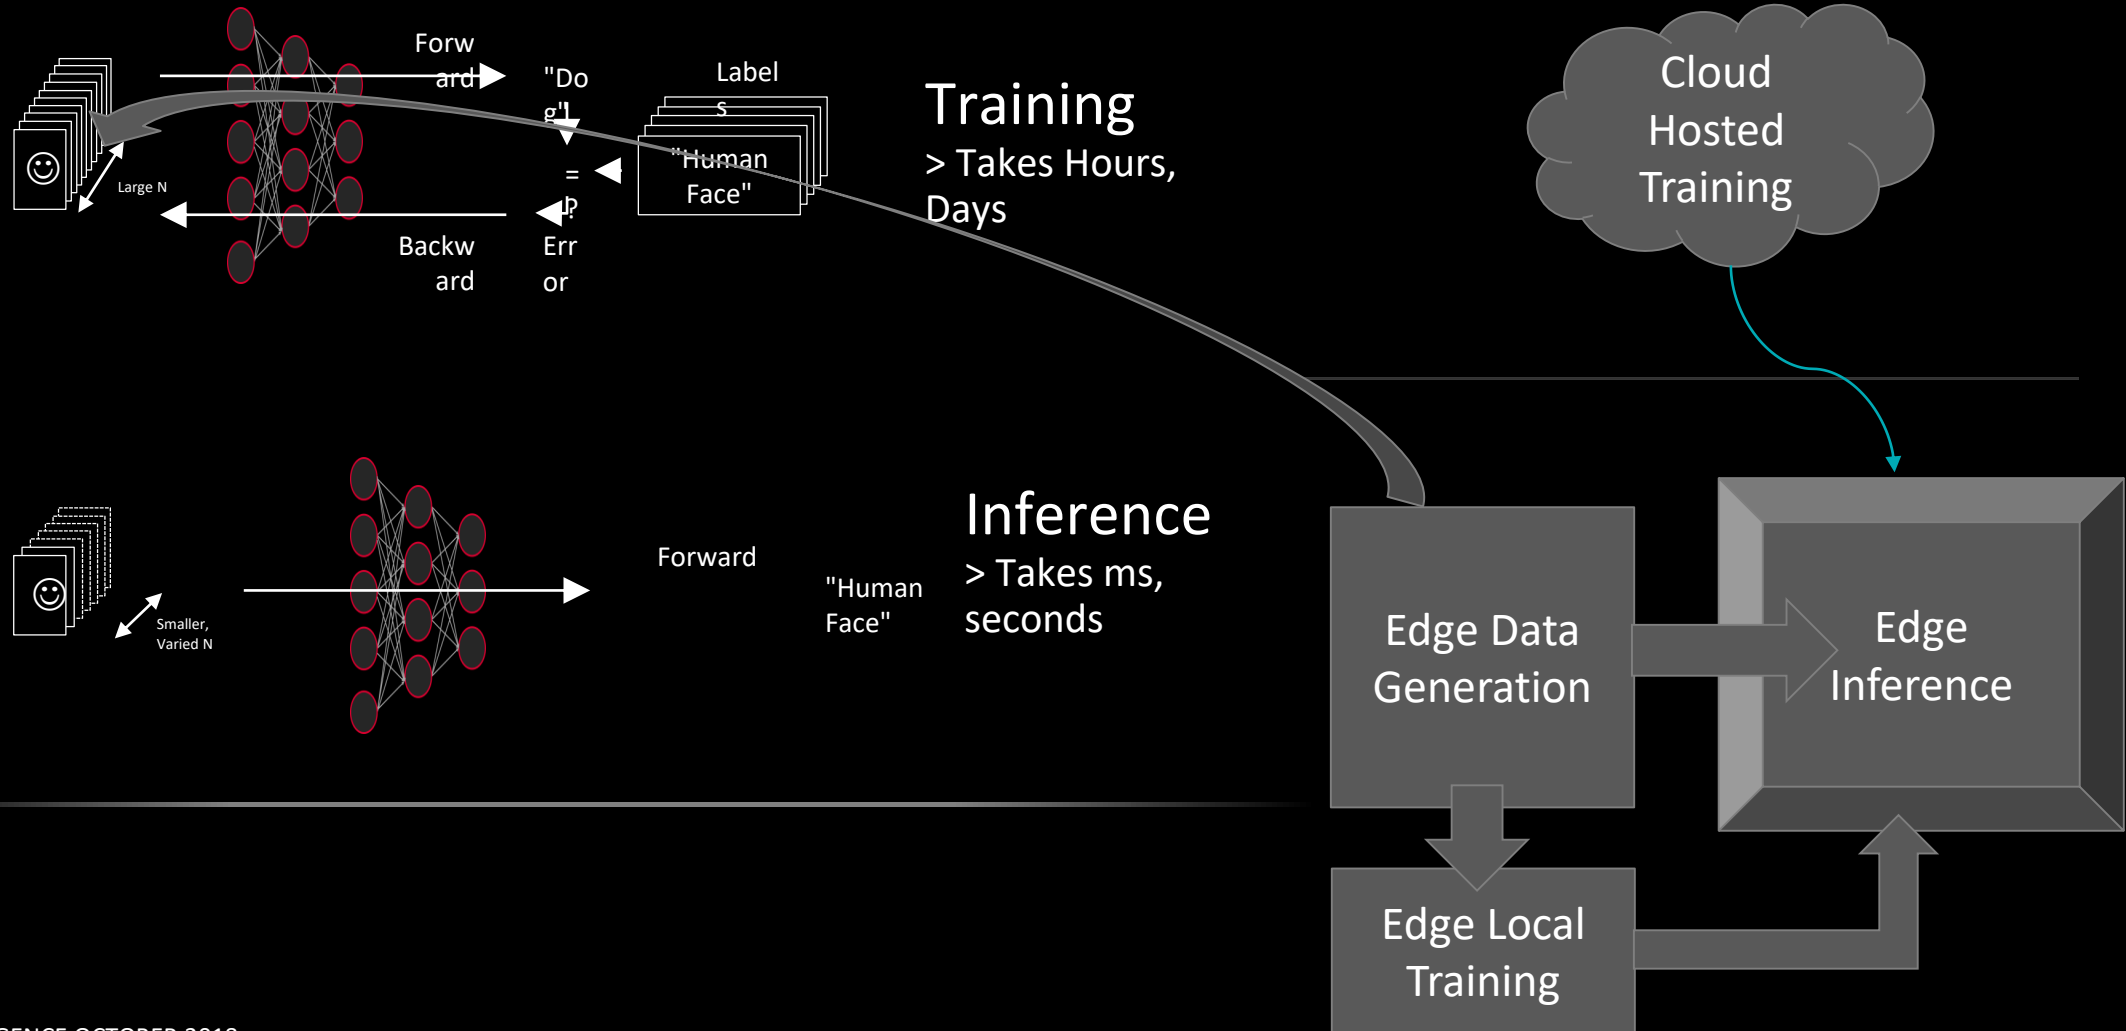 Forw
ard
"Do
g"
Label
s
"Human
Face"
=
?
Large N
Backw
ard
Err
or
Training
> Takes Hours,
Days
Cloud
Hosted
Training
Smaller,
Varied N
Forward
"Human
Face"
Inference
> Takes ms,
seconds
Edge Data
Generation
Edge
Inference
Edge Local
Training